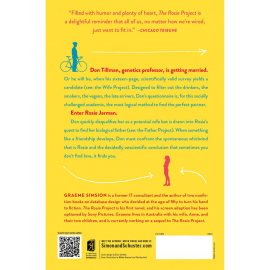 "Filled with humor and plenty of heart, The Rosie Project is
a delightful reminder that all of us, no matter how we're wired,
just want to fit in." —CHICAGO TRIBUNE
Don Tillman, genetics professor, is getting married.
Or he will be, when his sixteen-page, scientifically valid survey yields a
candidate (see: the Wife Project). Designed to filter out the drinkers, the
smokers, the vegans, the late arrivers, Don's questionnaire is, for this socially
challenged academic, the most logical method to find the perfect partner.
Enter Rosie Jarman.
Don quickly disqualifies her as a potential wife but is drawn into Rosie's
quest to find her biological father (see: the Father Project). When something
like a friendship develops, Don must confront the spontaneous whirlwind
that is Rosie and the decidedly unscientific conclusion that sometimes you
don't find love, it finds you.
GRAEME SIMSION is a former IT consultant and the author of two
books on database design who decided at the age of fifty to turn his hand
to fiction. The Rosie Project is his first novel, and his screen adaption has been
optioned by Sony Pictures. Graeme lives in Australia with his wife, Anne, and
their two children, and is currently working on a sequel to The Rosie Project.
SimonandSchuster.com